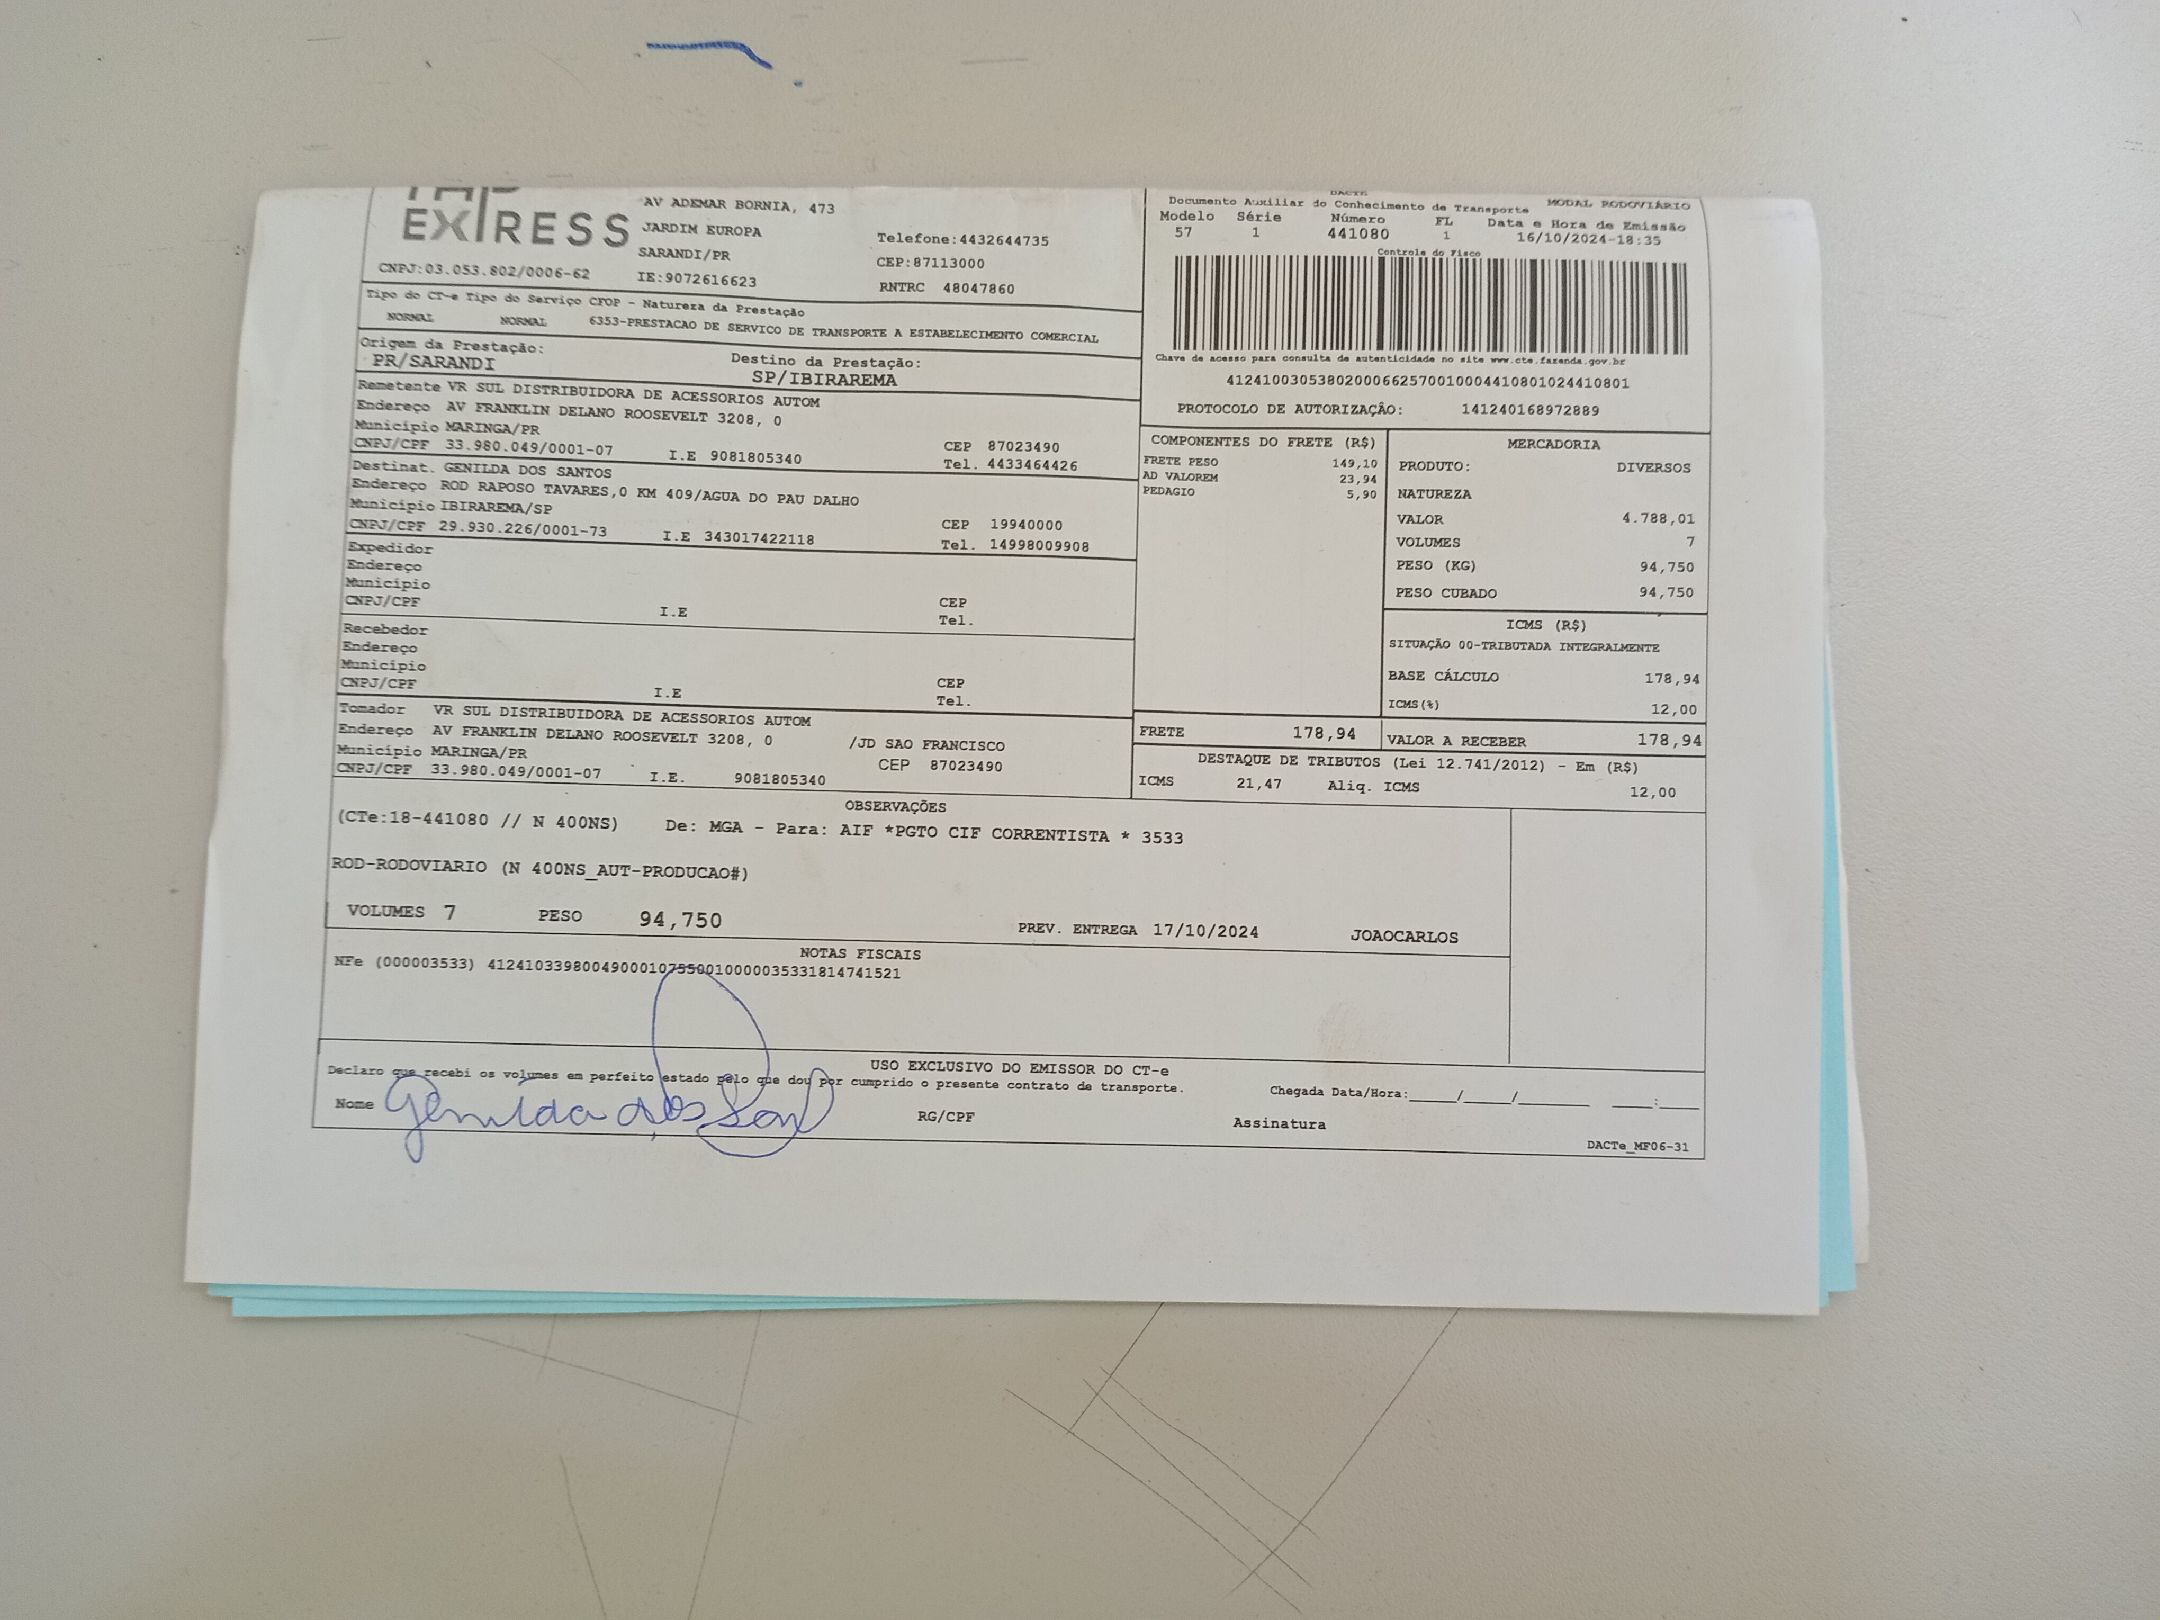 EXPRESS
AV ADEMAR BORNIA, 473
JARDIM EUROPA
SARANDI/PR
CNPJ:03.053.802/0006-62
IE:9072616623
Telefone:4432644735
CEP:87113000
RNTRC 48047860
DACTE
Documento Auxiliar do Conhecimento de Transporte MODAL RODOVIÁRIO
Modelo Série Número FL Data e Hora de Emissão
57 1 441080 1 16/10/2024-18:35
Controle do Fisco
Chave de acesso para consulta de autenticidade no site www.cte.fazenda.gov.br
41241003053802000662570010004410801024410801
PROTOCOLO DE AUTORIZAÇÂO: 141240168972889
Tipo do CT-e Tipo do Serviço CFOP - Natureza da Prestação
NORMAL NORMAL 6353-PRESTACAO DE SERVICO DE TRANSPORTE A ESTABELECIMENTO COMERCIAL
Origem da Prestação: Destino da Prestação:
PR/SARANDI SP/IBIRAREMA
Remetente VR SUL DISTRIBUIDORA DE ACESSORIOS AUTOM
Endereço AV FRANKLIN DELANO ROOSEVELT 3208, 0
Município MARINGA/PR CEP 87023490
CNPJ/CPF 33.980.049/0001-07 I.E 9081805340 Tel. 4433464426
Destinat. GENILDA DOS SANTOS
Endereço ROD RAPOSO TAVARES,0 KM 409/AGUA DO PAU DALHO
Município IBIRAREMA/SP CEP 19940000
CNPJ/CPF 29.930.226/0001-73 I.E 343017422118 Tel. 14998009908
Expedidor
Endereço
Município CEP
CNPJ/CPF I.E Tel.
Recebedor
Endereço
Município CEP
CNPJ/CPF I.E Tel.
Tomador VR SUL DISTRIBUIDORA DE ACESSORIOS AUTOM
Endereço AV FRANKLIN DELANO ROOSEVELT 3208, 0 /JD SAO FRANCISCO
Município MARINGA/PR CEP 87023490
CNPJ/CPF 33.980.049/0001-07 I.E. 9081805340
COMPONENTES DO FRETE (R$)
FRETE PESO 149,10
AD VALOREM 23,94
PEDAGIO 5,90
MERCADORIA
PRODUTO: DIVERSOS
NATUREZA
VALOR 4.788,01
VOLUMES 7
PESO (KG) 94,750
PESO CUBADO 94,750
ICMS (R$)
SITUAÇÃO 00-TRIBUTADA INTEGRALMENTE
BASE CÁLCULO 178,94
ICMS(%) 12,00
FRETE 178,94 VALOR A RECEBER 178,94
DESTAQUE DE TRIBUTOS (Lei 12.741/2012) - Em (R$)
ICMS 21,47 Aliq. ICMS 12,00
OBSERVAÇÕES
(CTe:18-441080 // N 400NS) De: MGA - Para: AIF *PGTO CIF CORRENTISTA * 3533
ROD-RODOVIARIO (N 400NS_AUT-PRODUCAO#)
VOLUMES 7 PESO 94,750 PREV. ENTREGA 17/10/2024 JOAOCARLOS
NOTAS FISCAIS
NFe (000003533) 41241033980049000107550010000035331814741521
USO EXCLUSIVO DO EMISSOR DO CT-e
Declaro que recebi os volumes em perfeito estado pelo que dou por cumprido o presente contrato de transporte.
Chegada Data/Hora:_____/_____/________ ____:____
Nome Genilda dos San RG/CPF Assinatura
DACTe_MF06-31